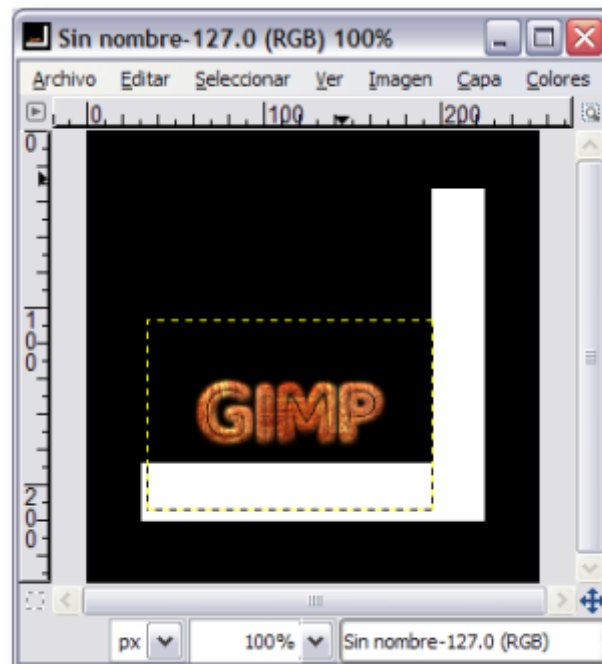 Sin nombre-127.0 (RGB) 100%
Archivo Editar Seleccionar Ver Imagen Capa Colores
0 100 200
0
100
GIMP
200
px 100% Sin nombre-127.0 (RGB)